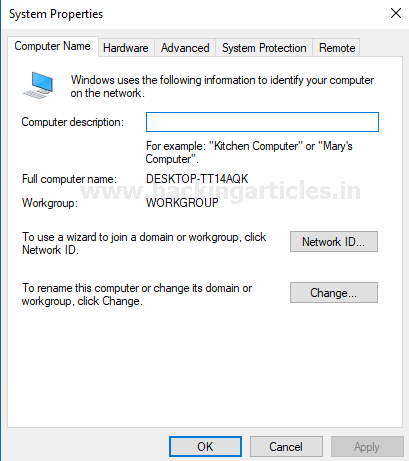 System Properties
Computer Name
Hardware
Advanced
System Protection
Remote
Windows uses the following information to identify your computer
on the network.
Computer description:
For example: "Kitchen Computer" or "Mary's
Computer".
Full computer name:
DESKTOP-TT14AQK
www.hackingarticles.in
Workgroup:
WORKGROUP
To use a wizard to join a domain or workgroup, click
Network ID.
Network ID...
To rename this computer or change its domain or
workgroup, click Change.
Change...
OK
Cancel
Apply